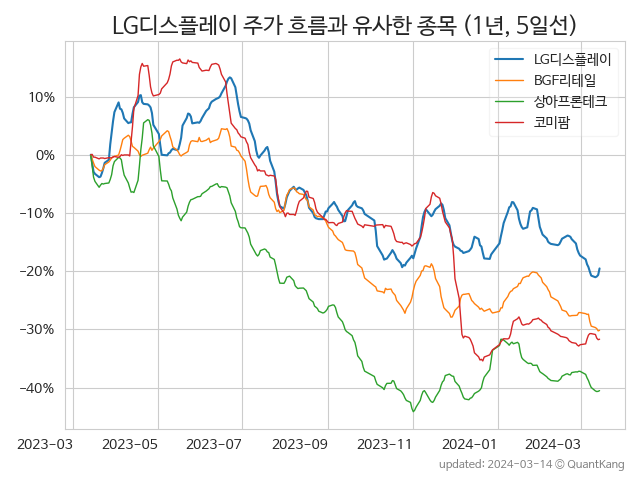 LG디스플레이 주가 흐름과 유사한 종목 (1년, 5일선)
LG디스플레이
BGF리테일
상아프론테크
코미팜
10%
0%
−10%
−20%
−30%
−40%
2023-03
2023-05
2023-07
2023-09
2023-11
2024-01
2024-03
updated: 2024-03-14 © QuantKang